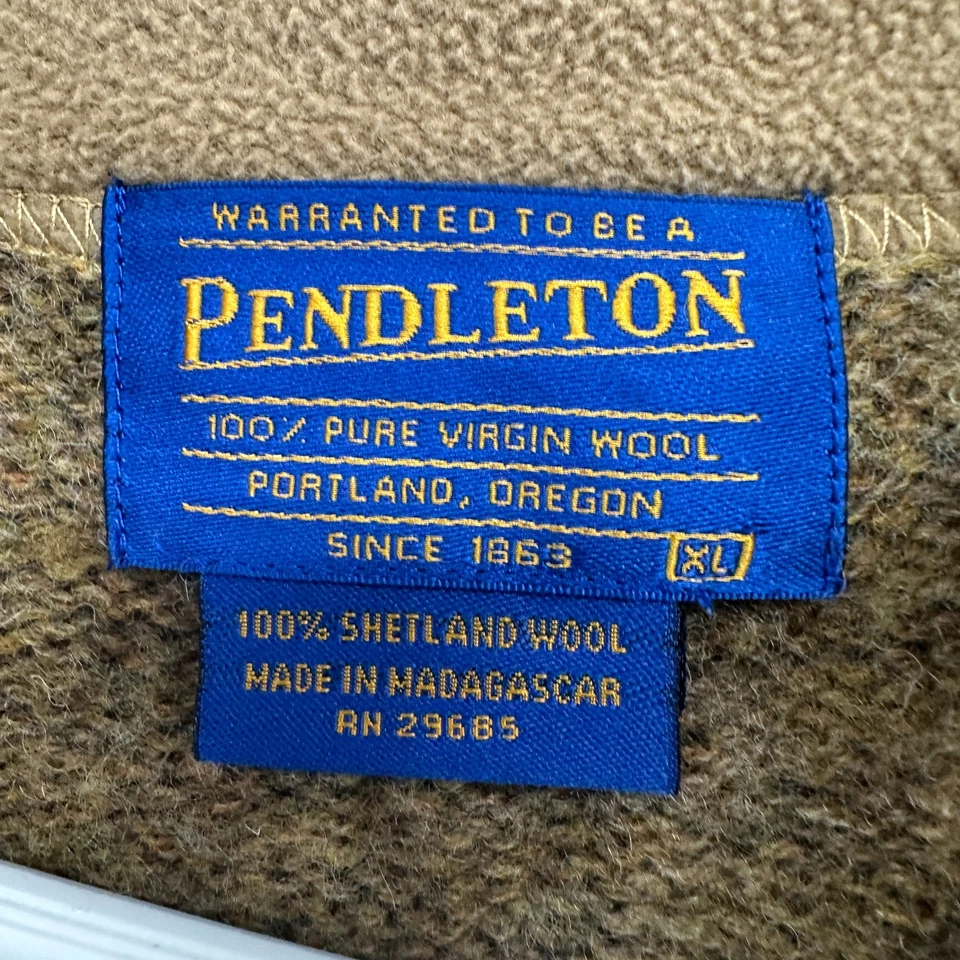 WARRANTED TO BE A
PENDLETON
100% PURE VIRGIN WOOL
PORTLAND, OREGON
SINCE 1863
XL
100% SHETLAND WOOL
MADE IN MADAGASCAR
RN 29685